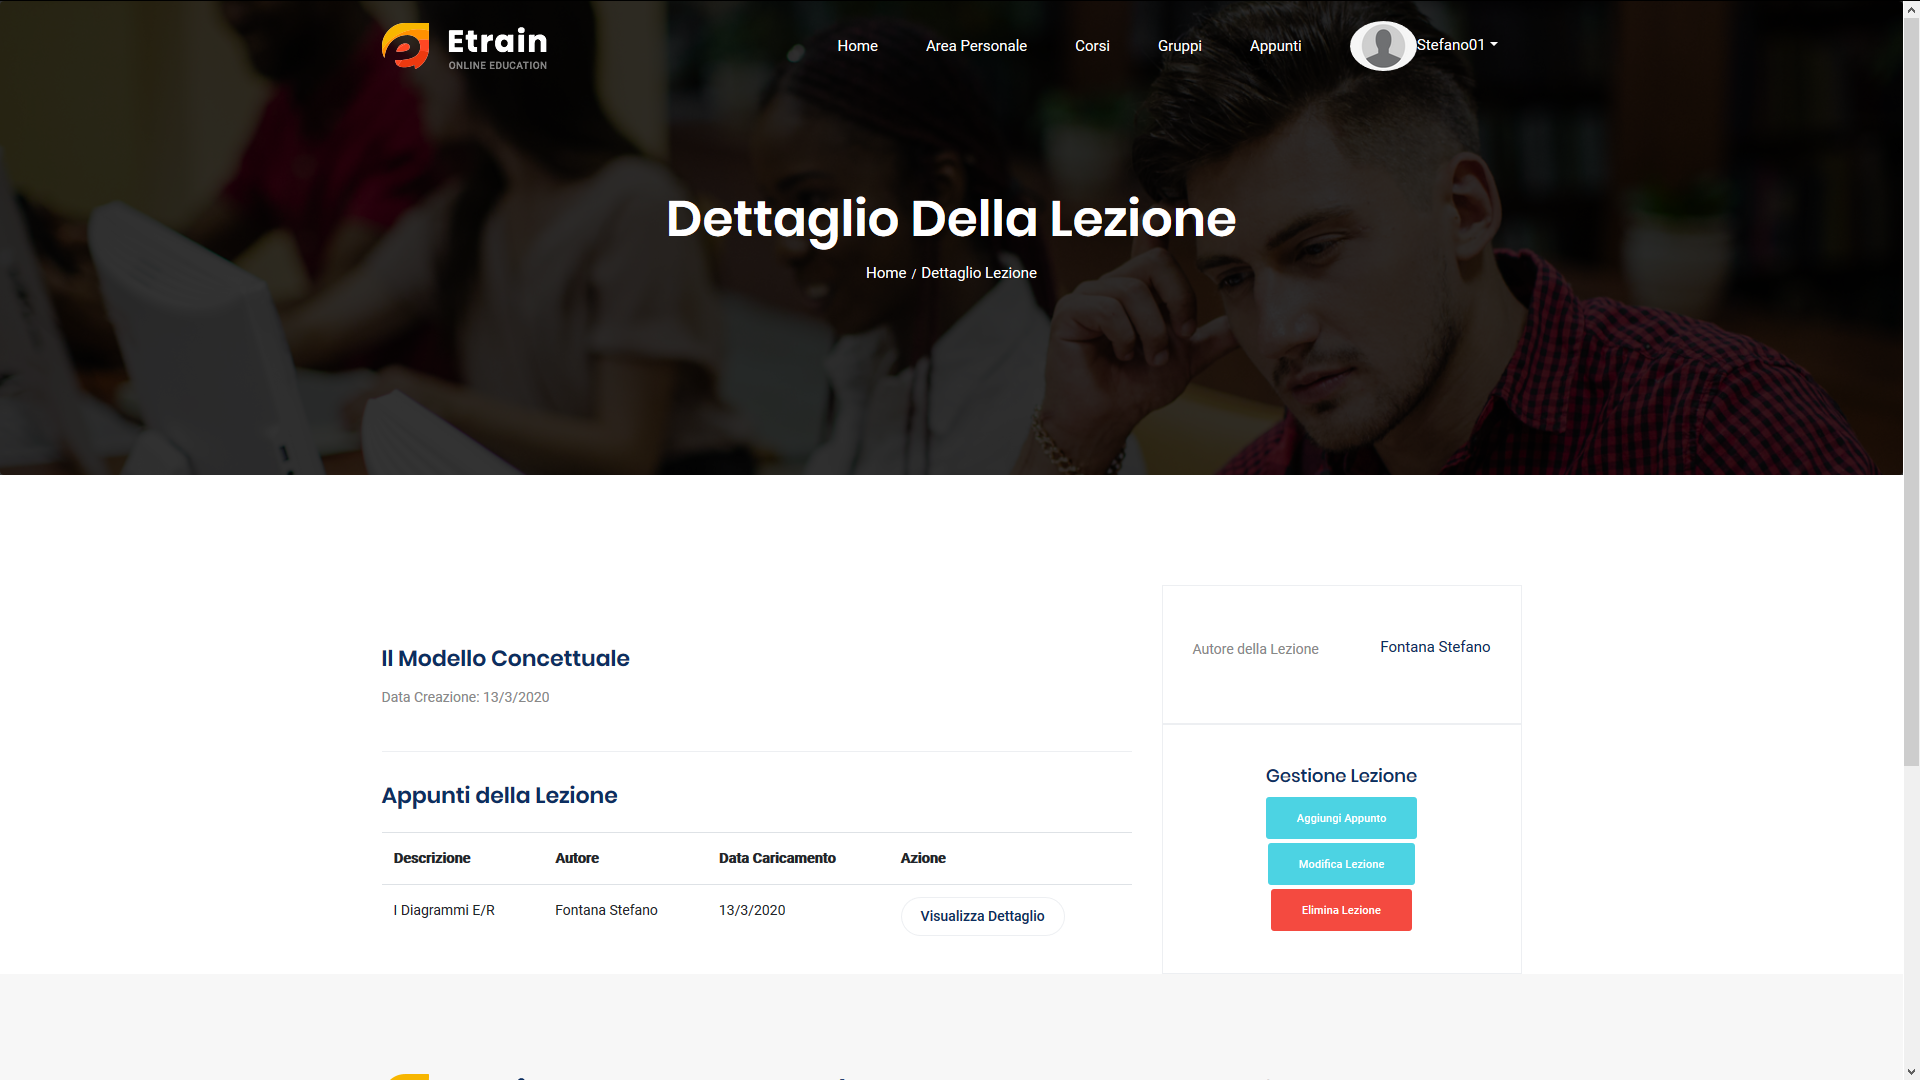 Etrain
ONLINE EDUCATION
Home
Area Personale
Corsi
Gruppi
Appunti
Stefano01
Dettaglio Della Lezione
Home / Dettaglio Lezione
Il Modello Concettuale
Data Creazione: 13/3/2020
Autore della Lezione
Fontana Stefano
Appunti della Lezione
Descrizione Autore Data Caricamento Azione
I Diagrammi E/R Fontana Stefano 13/3/2020 Visualizza Dettaglio
Gestione Lezione
Aggiungi Appunto
Modifica Lezione
Elimina Lezione